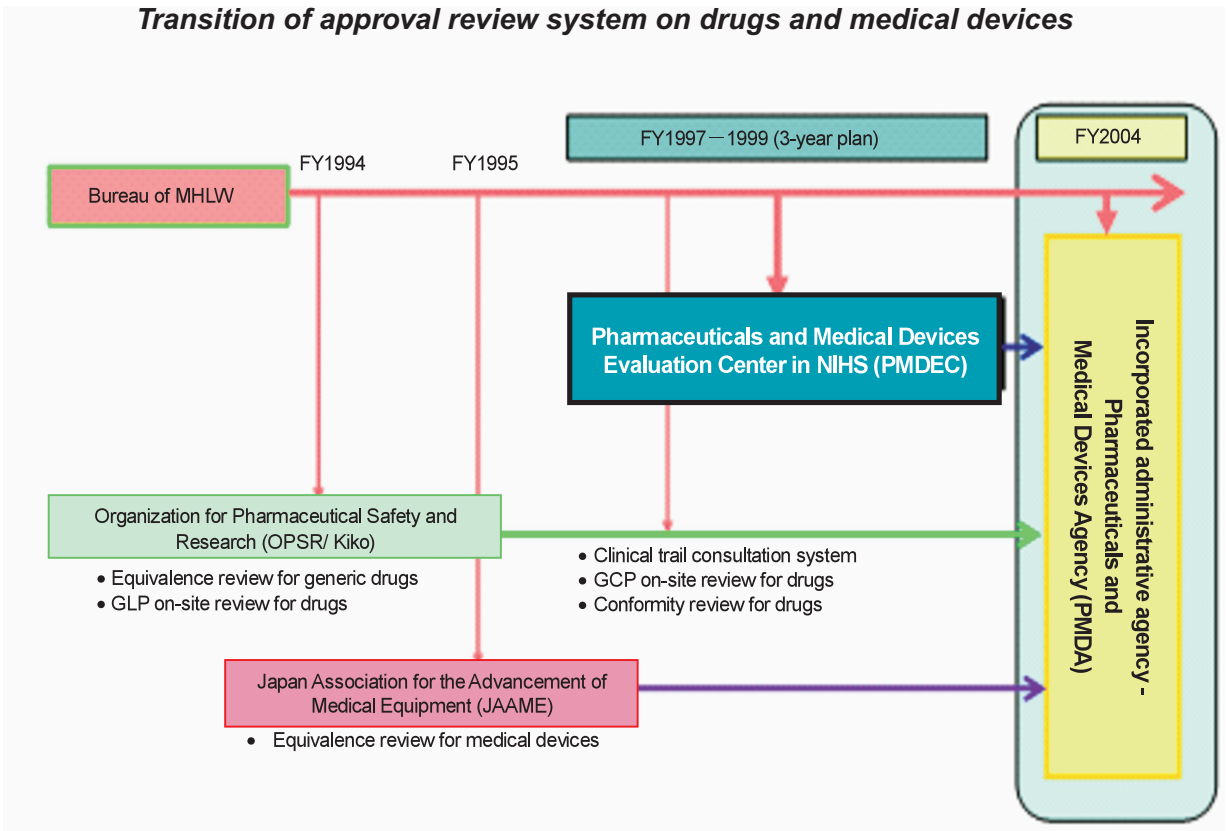 Transition of approval review system on drugs and medical devices
FY1997－1999 (3-year plan)
FY2004
FY1994
FY1995
Bureau of MHLW
Pharmaceuticals and Medical Devices
Evaluation Center in NIHS (PMDEC)
Incorporated administrative agency -
Pharmaceuticals and
Medical Devices Agency (PMDA)
Organization for Pharmaceutical Safety and
Research (OPSR/ Kiko)
• Equivalence review for generic drugs
• GLP on-site review for drugs
• Clinical trail consultation system
• GCP on-site review for drugs
• Conformity review for drugs
Japan Association for the Advancement of
Medical Equipment (JAAME)
• Equivalence review for medical devices